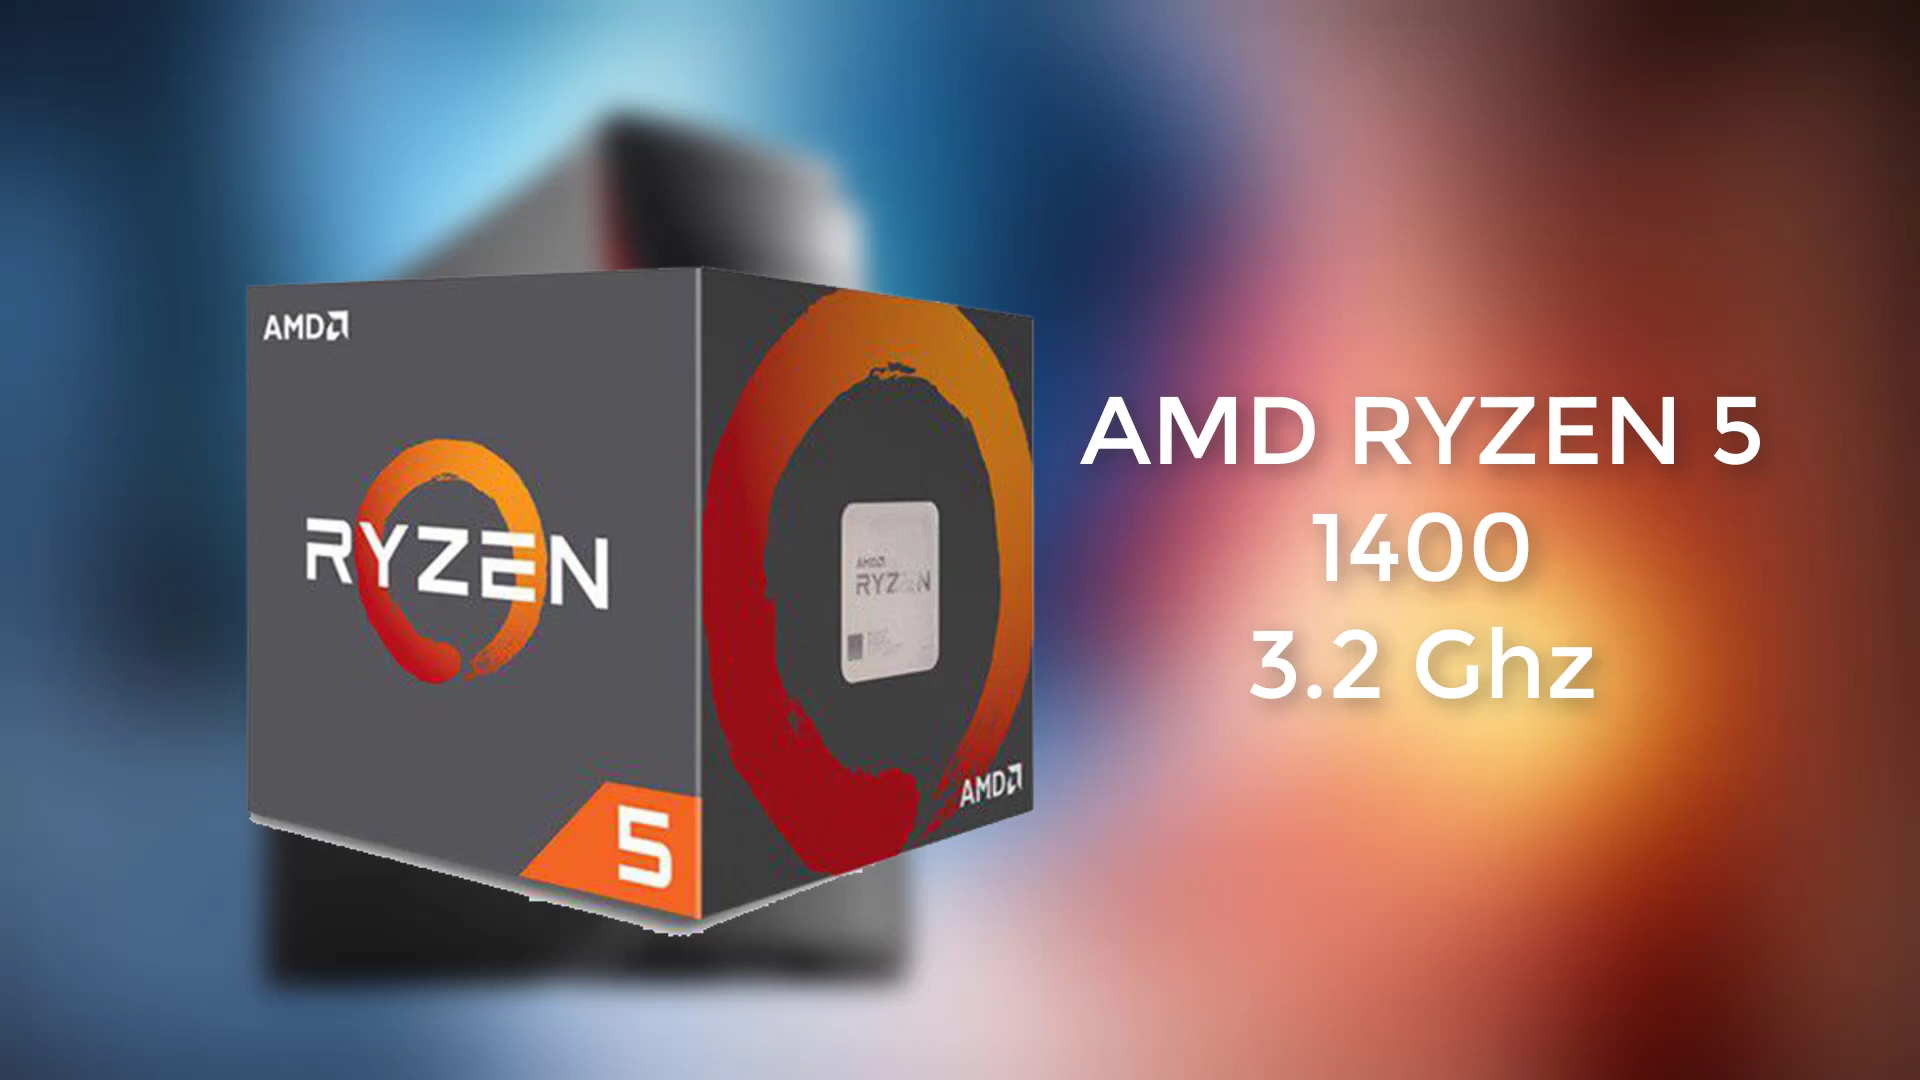 AMD
RYZEN
5
AMD
RYZEN
AMD
AMD RYZEN 5
1400
3.2 Ghz